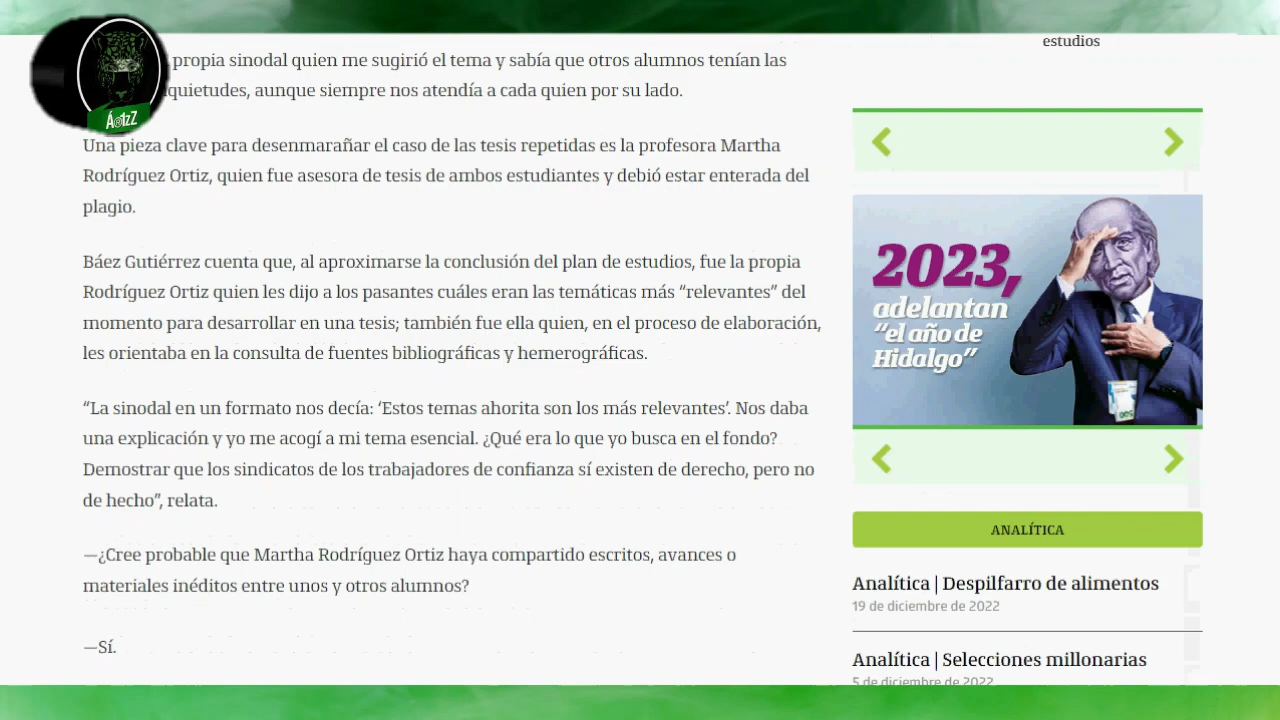 estudios
propia sinodal quien me sugirió el tema y sabía que otros alumnos tenían las
quietudes, aunque siempre nos atendía a cada quien por su lado.
Una pieza clave para desenmarañar el caso de las tesis repetidas es la profesora Martha
Rodríguez Ortiz, quien fue asesora de tesis de ambos estudiantes y debió estar enterada del
plagio.
Báez Gutiérrez cuenta que, al aproximarse la conclusión del plan de estudios, fue la propia
Rodríguez Ortiz quien les dijo a los pasantes cuáles eran las temáticas más “relevantes” del
momento para desarrollar en una tesis; también fue ella quien, en el proceso de elaboración,
les orientaba en la consulta de fuentes bibliográficas y hemerográficas.
“La sinodal en un formato nos decía: ‘Estos temas ahorita son los más relevantes’. Nos daba
una explicación y yo me acogí a mi tema esencial. ¿Qué era lo que yo busca en el fondo?
Demostrar que los sindicatos de los trabajadores de confianza sí existen de derecho, pero no
de hecho”, relata.
—¿Cree probable que Martha Rodríguez Ortiz haya compartido escritos, avances o
materiales inéditos entre unos y otros alumnos?
—Sí.
2023,
adelantan
“el año de
Hidalgo”
ANALÍTICA
Analítica | Despilfarro de alimentos
19 de diciembre de 2022
Analítica | Selecciones millonarias
5 de diciembre de 2022